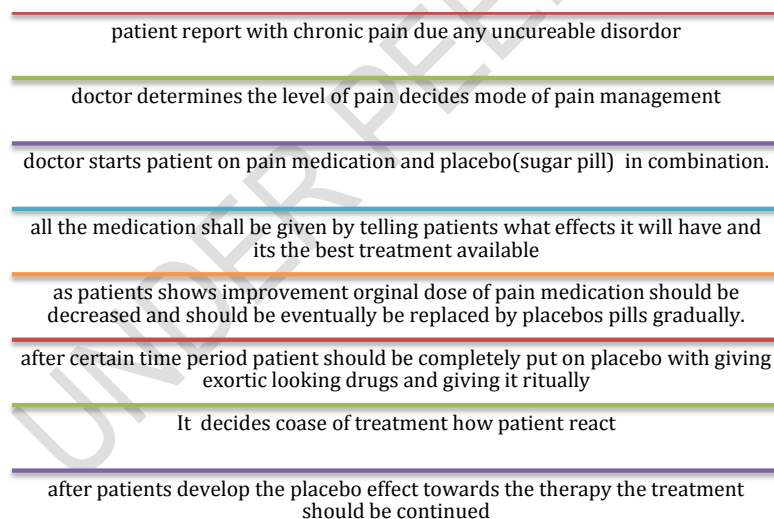 patient report with chronic pain due any uncureable disordor
doctor determines the level of pain decides mode of pain management
doctor starts patient on pain medication and placebo(sugar pill) in combination.
all the medication shall be given by telling patients what effects it will have and
its the best treatment available
as patients shows improvement orginal dose of pain medication should be
decreased and should be eventually be replaced by placebos pills gradually.
after certain time period patient should be completely put on placebo with giving
exortic looking drugs and giving it ritually
It decides coase of treatment how patient react
after patients develop the placebo effect towards the therapy the treatment
should be continued
UNDER PEE